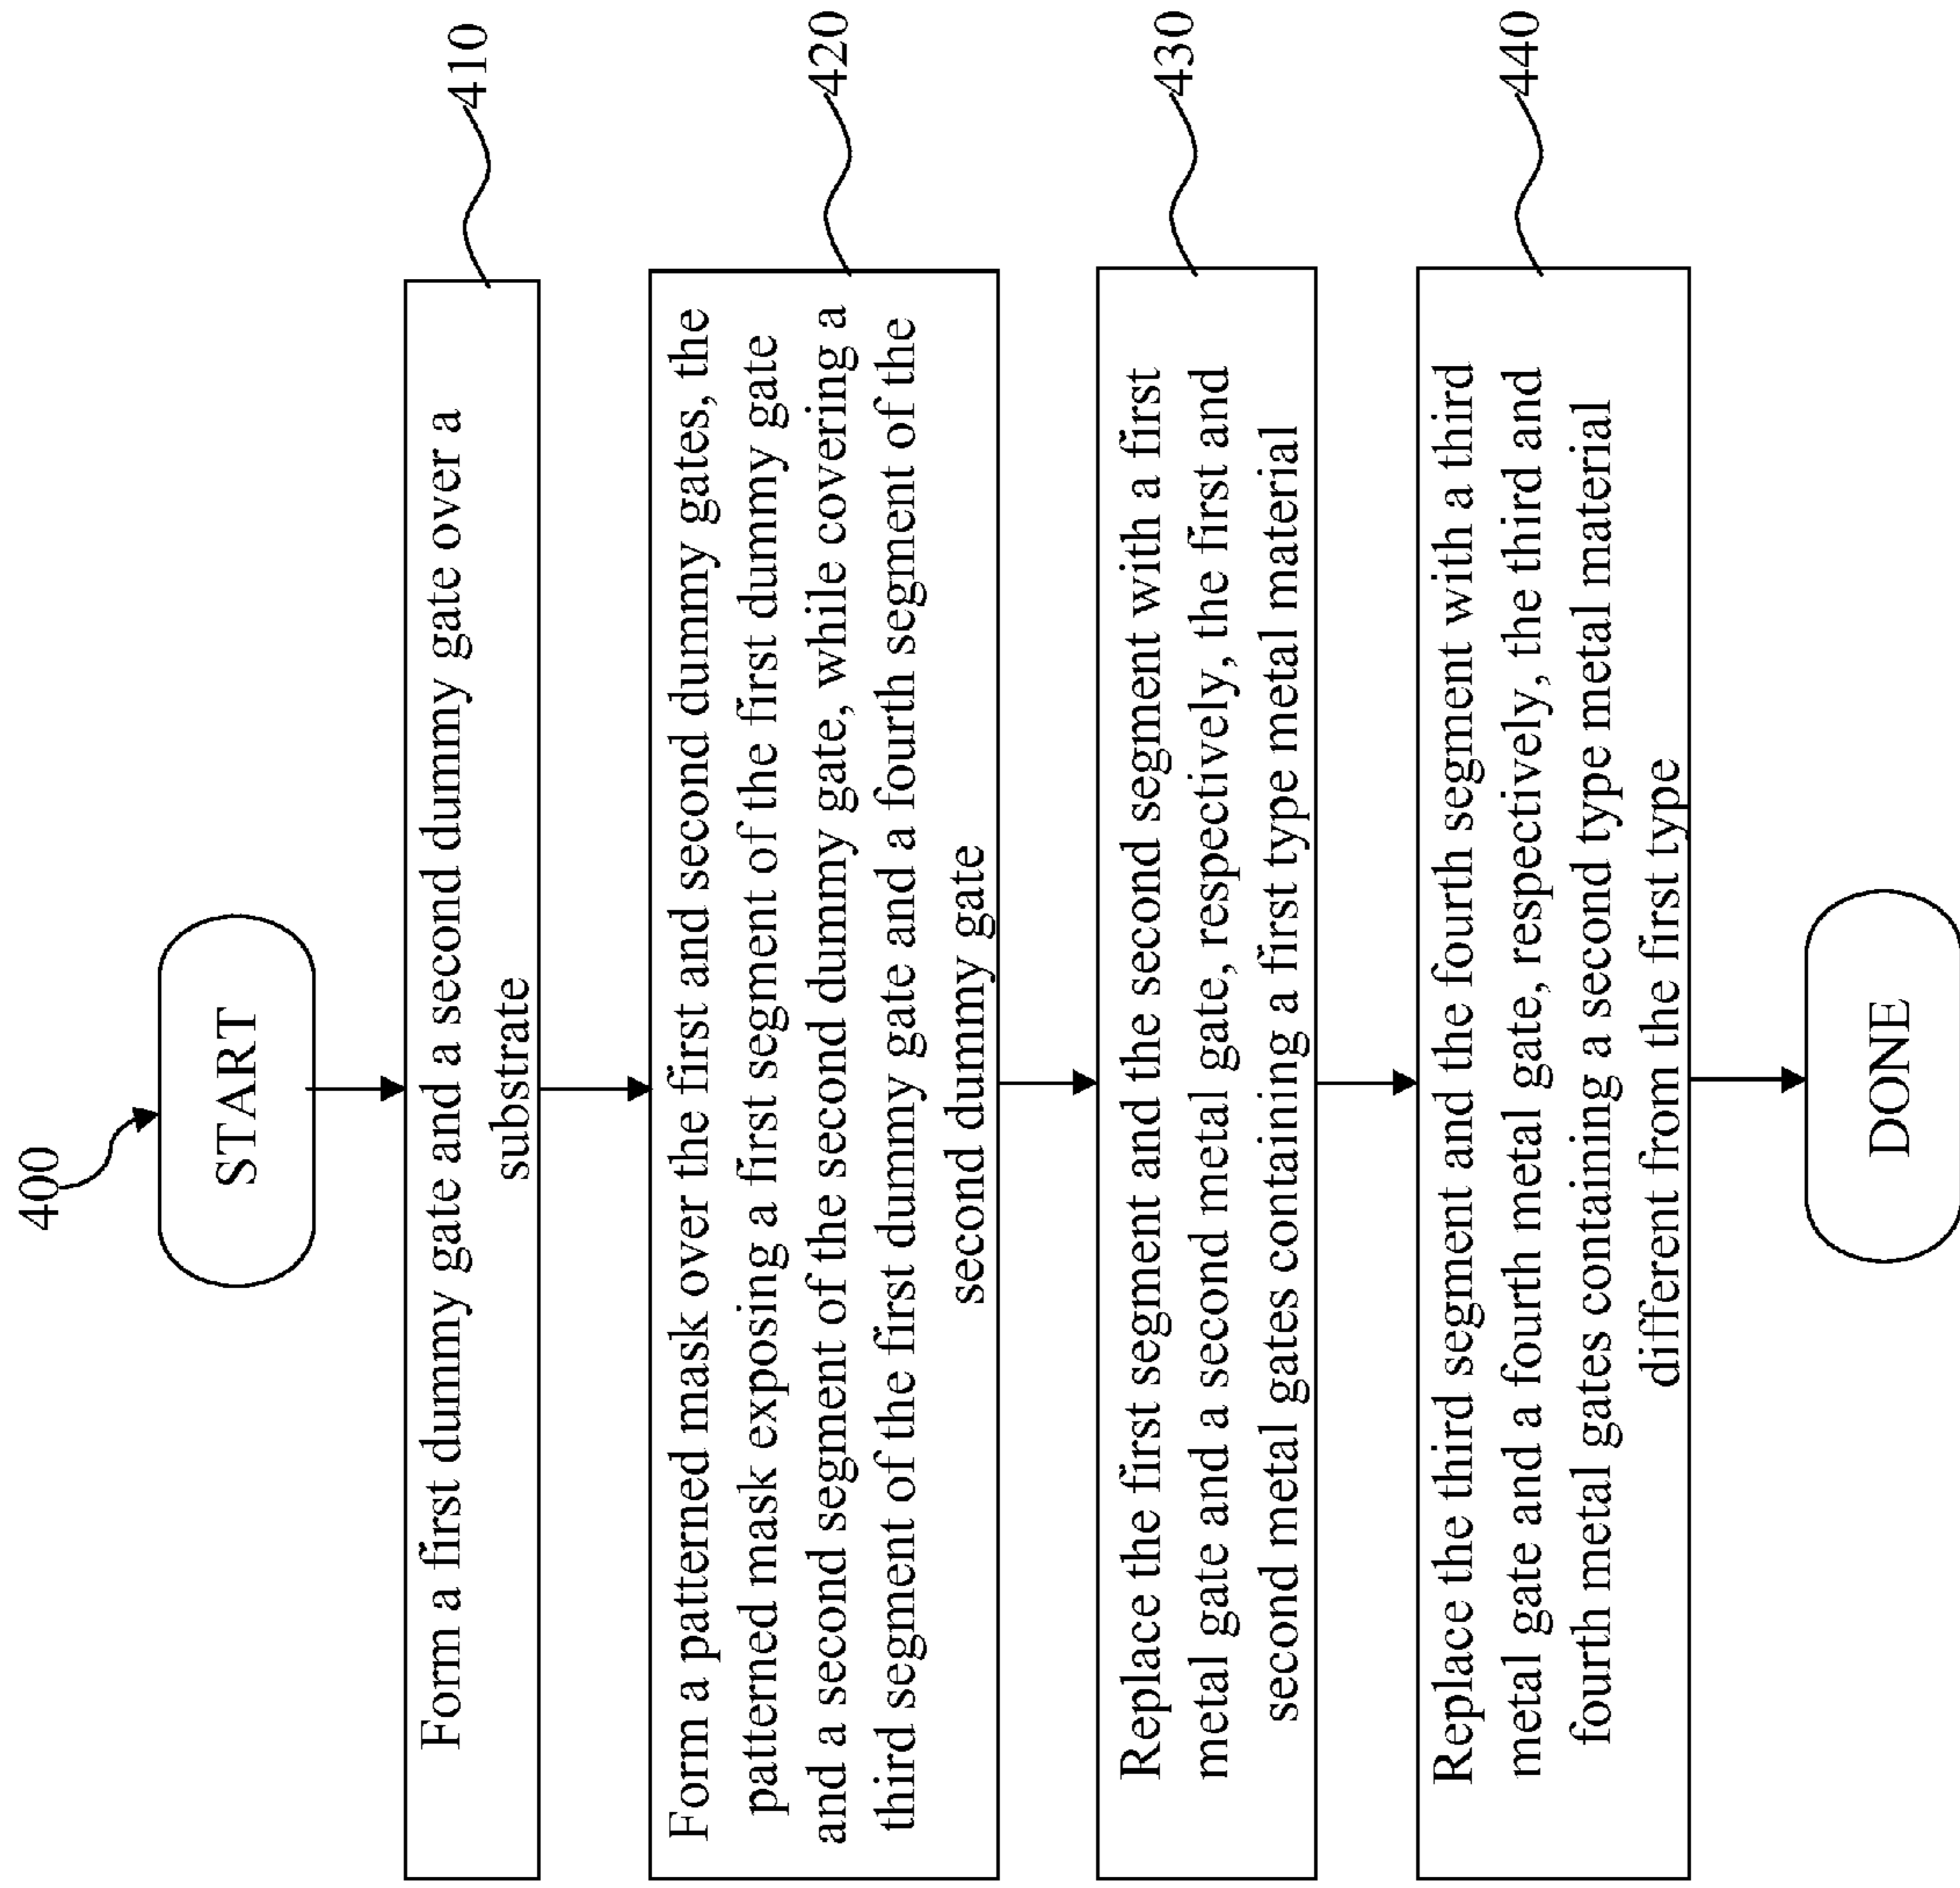 400
START
Form a first dummy gate and a second dummy gate over a
substrate
410
Form a patterned mask over the first and second dummy gates, the
patterned mask exposing a first segment of the first dummy gate
and a second segment of the second dummy gate, while covering a
third segment of the first dummy gate and a fourth segment of the
second dummy gate
420
Replace the first segment and the second segment with a first
metal gate and a second metal gate, respectively, the first and
second metal gates containing a first type metal material
430
Replace the third segment and the fourth segment with a third
metal gate and a fourth metal gate, respectively, the third and
fourth metal gates containing a second type metal material
different from the first type
440
DONE